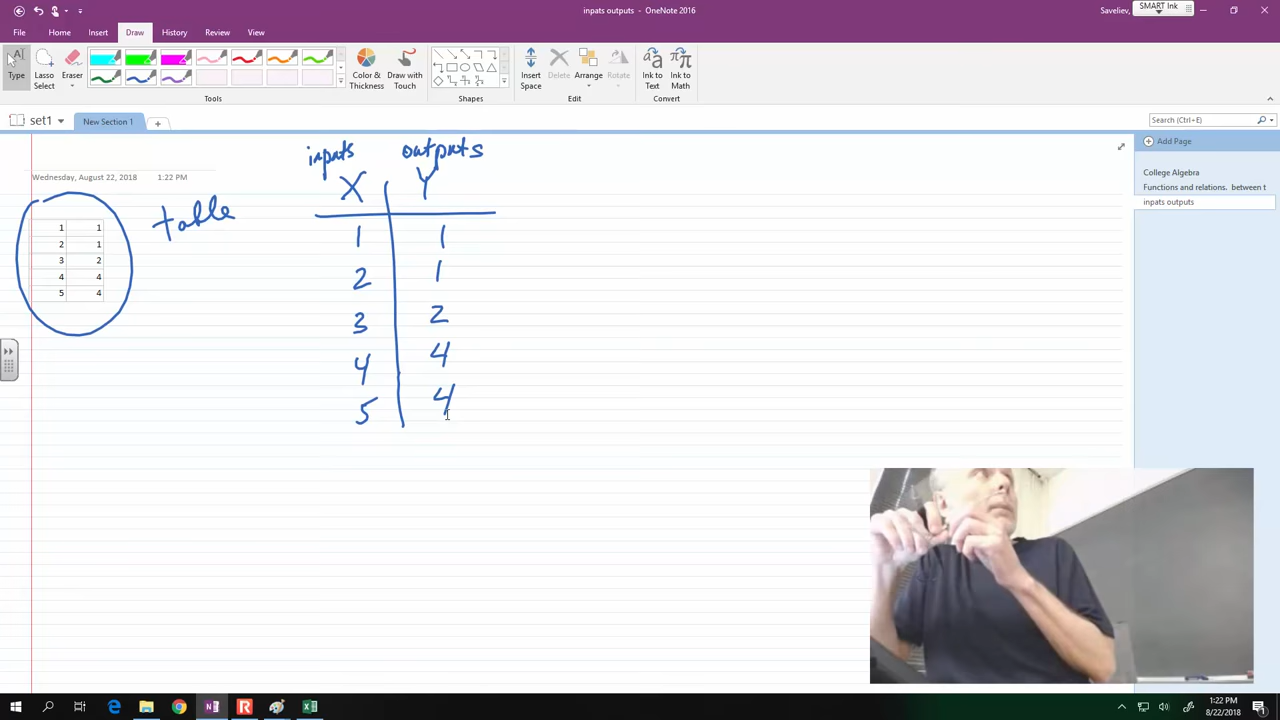 inpats outputs - OneNote 2016
Saveliev,
SMART Ink
File Home Insert Draw History Review View
Type
Lasso Select
Eraser
Color & Thickness
Draw with Touch
Insert Space
Delete
Arrange
Rotate
Ink to Text
Ink to Math
Tools
Shapes
Edit
Convert
set1
New Section 1
Search (Ctrl+E)
Add Page
College Algebra
Functions and relations. between t
inpats outputs
Wednesday, August 22, 2018 1:22 PM
1 1
2 1
3 2
4 4
5 4
table
inputs outputs
X Y
1 1
2 1
3 2
4 4
5 4
1:22 PM
8/22/2018